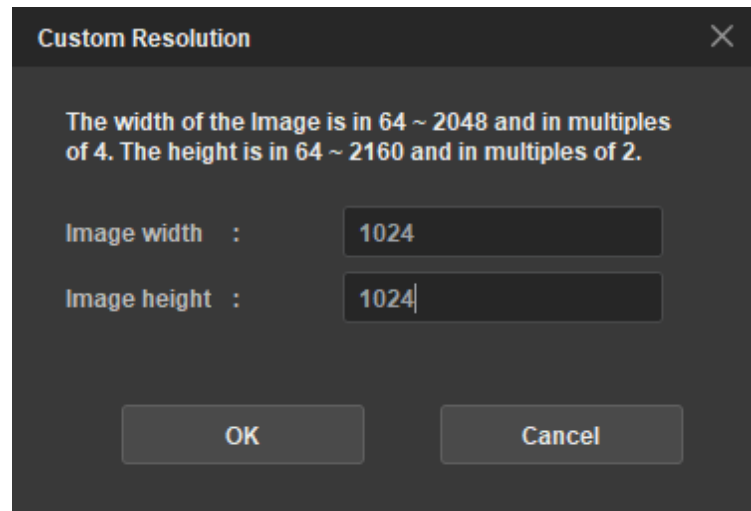 Custom Resolution
The width of the Image is in 64 ~ 2048 and in multiples
of 4. The height is in 64 ~ 2160 and in multiples of 2.
Image width :
1024
Image height :
1024
OK
Cancel